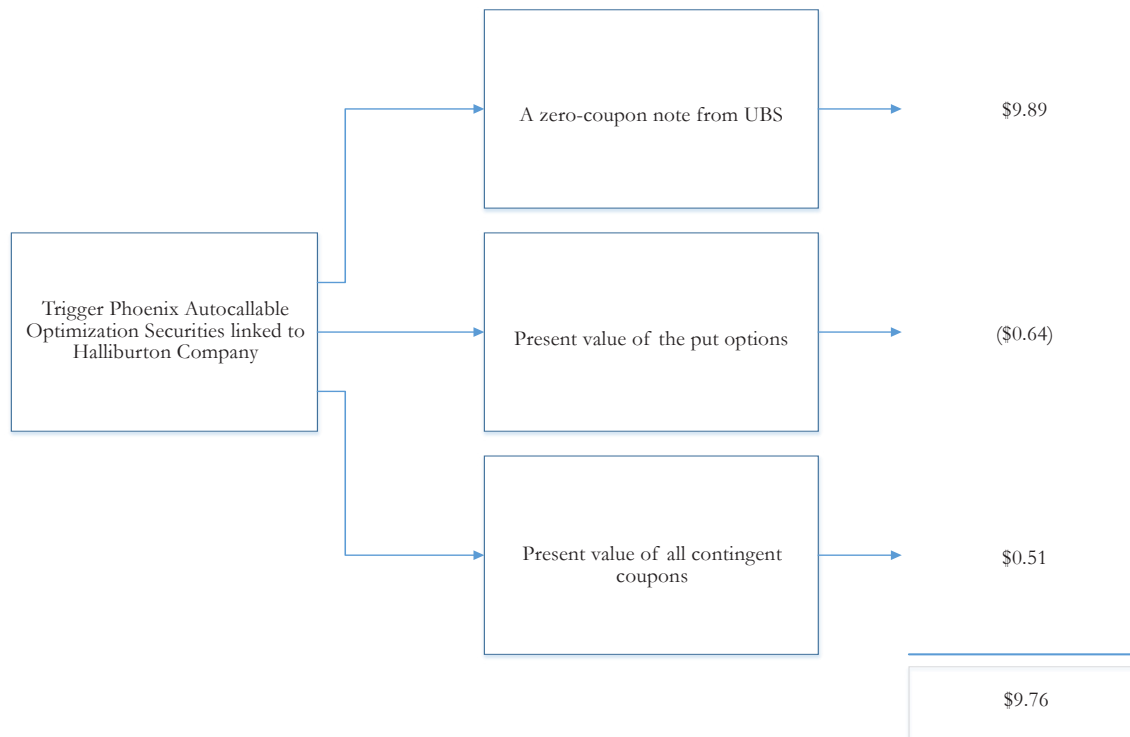 A zero-coupon note from UBS
$9.89
Trigger Phoenix Autocallable
Optimization Securities linked to
Halliburton Company
Present value of the put options
($0.64)
Present value of all contingent
coupons
$0.51
$9.76